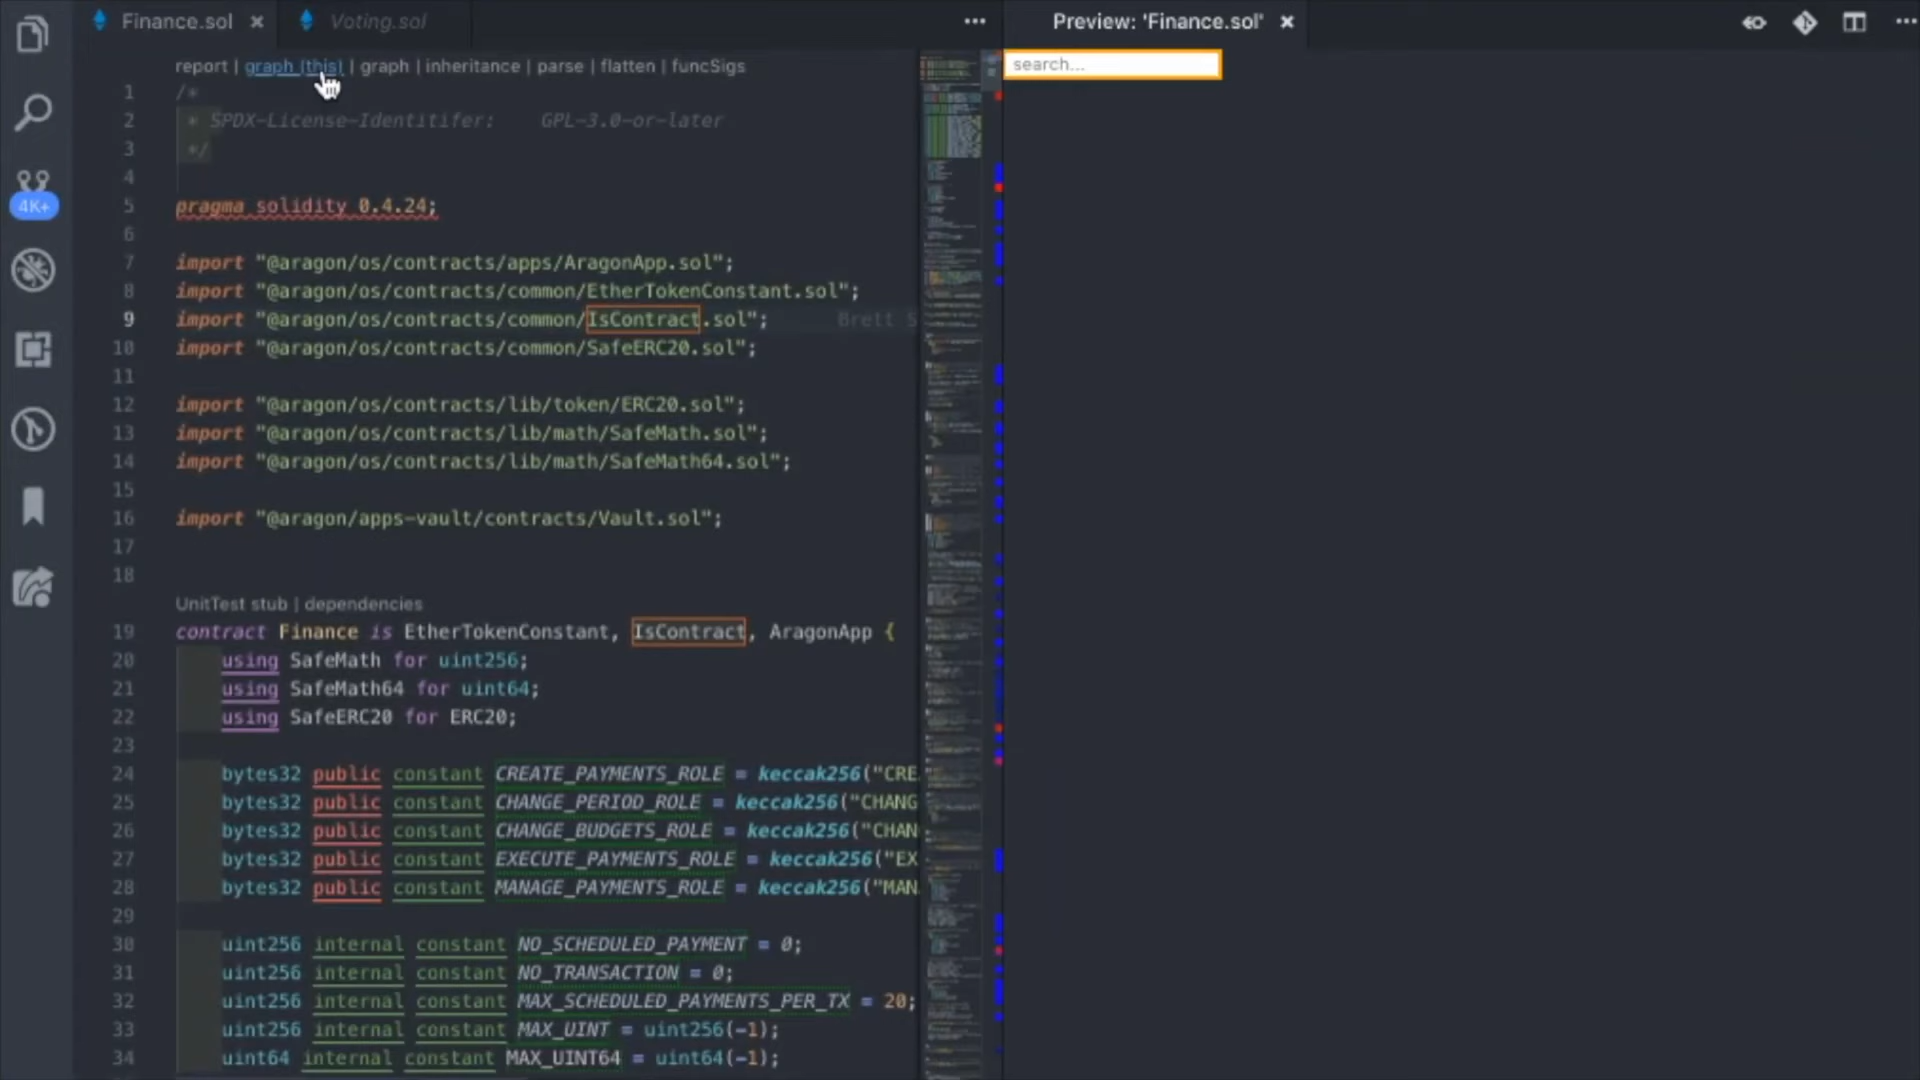 Finance.sol
Voting.sol
Preview: 'Finance.sol'
search...
report | graph (this) | graph | inheritance | parse | flatten | funcSigs
4K+
1 /*
2 * SPDX-License-Identitifer:    GPL-3.0-or-later
3 */
4
5 pragma solidity 0.4.24;
6
7 import "@aragon/os/contracts/apps/AragonApp.sol";
8 import "@aragon/os/contracts/common/EtherTokenConstant.sol";
9 import "@aragon/os/contracts/common/IsContract.sol"; Brett S
10 import "@aragon/os/contracts/common/SafeERC20.sol";
11
12 import "@aragon/os/contracts/lib/token/ERC20.sol";
13 import "@aragon/os/contracts/lib/math/SafeMath.sol";
14 import "@aragon/os/contracts/lib/math/SafeMath64.sol";
15
16 import "@aragon/apps-vault/contracts/Vault.sol";
17
18
UnitTest stub | dependencies
19 contract Finance is EtherTokenConstant, IsContract, AragonApp {
20 using SafeMath for uint256;
21 using SafeMath64 for uint64;
22 using SafeERC20 for ERC20;
23
24 bytes32 public constant CREATE_PAYMENTS_ROLE = keccak256("CRE
25 bytes32 public constant CHANGE_PERIOD_ROLE = keccak256("CHANG
26 bytes32 public constant CHANGE_BUDGETS_ROLE = keccak256("CHAN
27 bytes32 public constant EXECUTE_PAYMENTS_ROLE = keccak256("EX
28 bytes32 public constant MANAGE_PAYMENTS_ROLE = keccak256("MAN
29
30 uint256 internal constant NO_SCHEDULED_PAYMENT = 0;
31 uint256 internal constant NO_TRANSACTION = 0;
32 uint256 internal constant MAX_SCHEDULED_PAYMENTS_PER_TX = 20;
33 uint256 internal constant MAX_UINT = uint256(-1);
34 uint64 internal constant MAX_UINT64 = uint64(-1);